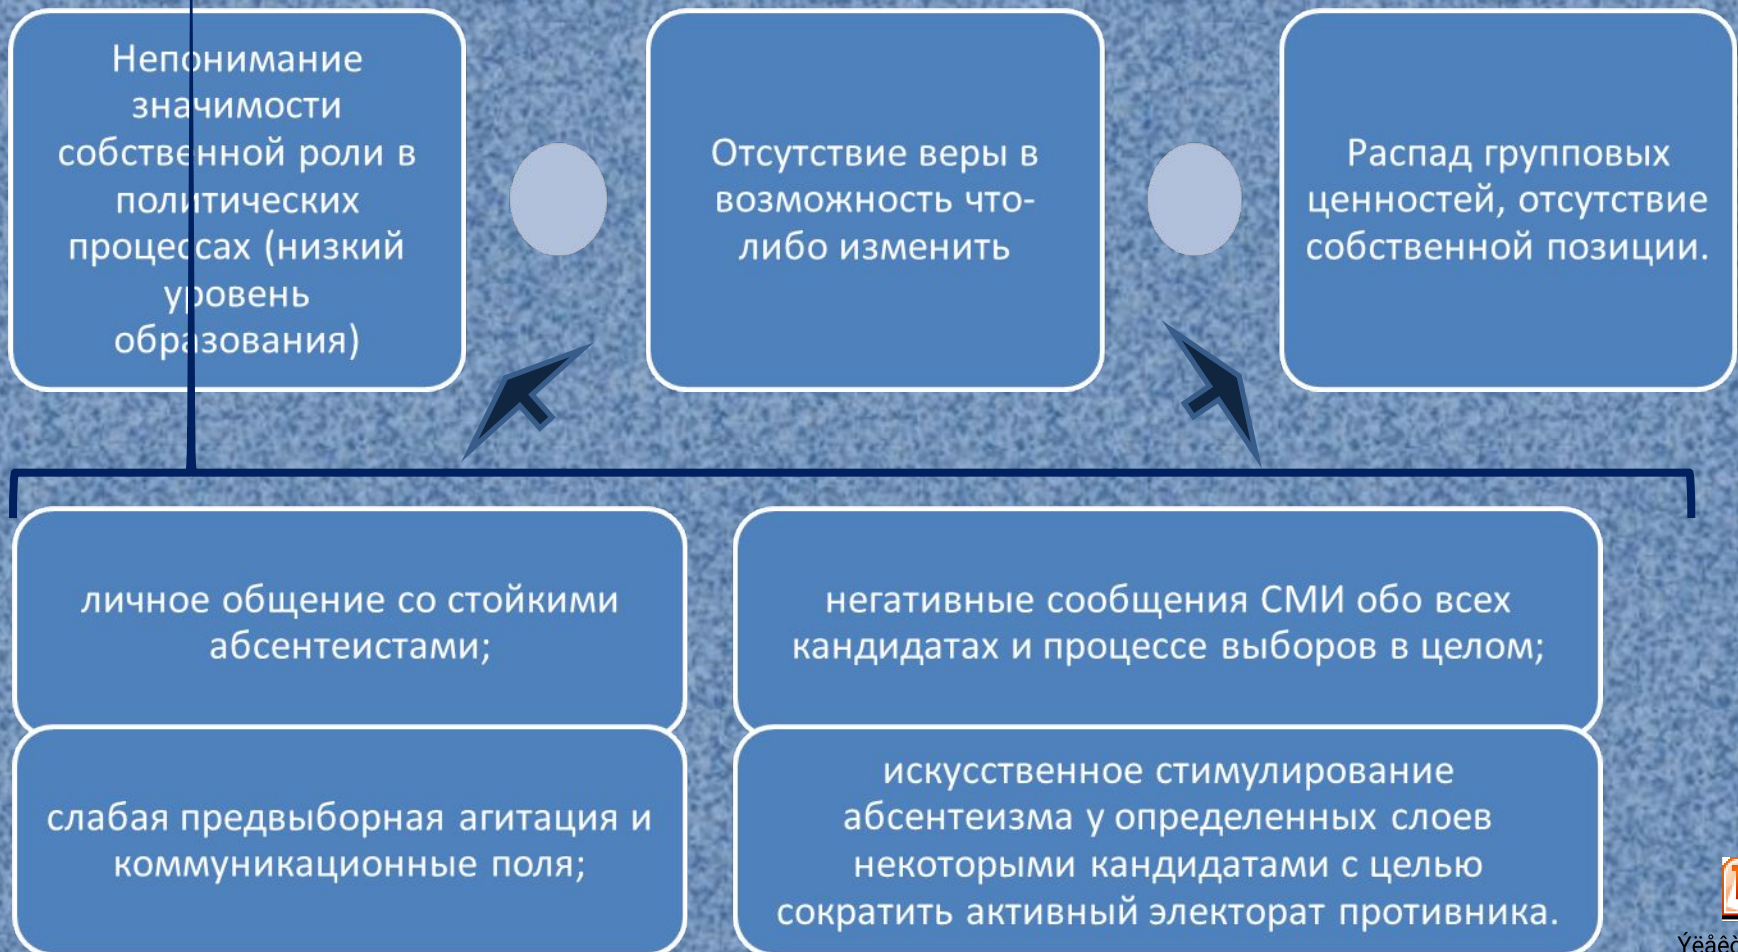 Непонимание
значимости
собственной роли в
политических
процессах (низкий
уровень
образования)
Отсутствие веры в
возможность что-
либо изменить
Распад групповых
ценностей, отсутствие
собственной позиции.
личное общение со стойкими
абсентеистами;
негативные сообщения СМИ обо всех
кандидатах и процессе выборов в целом;
слабая предвыборная агитация и
коммуникационные поля;
искусственное стимулирование
абсентеизма у определенных слоев
некоторыми кандидатами с целью
сократить активный электорат противника.